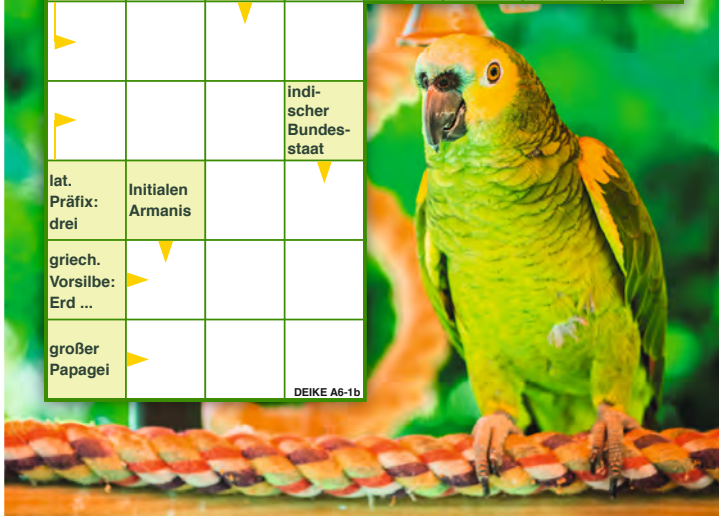 indi-
scher
Bundes-
staat
lat.
Präfix:
drei
Initialen
Armanis
griech.
Vorsilbe:
Erd ...
großer
Papagei
DEIKE A6-1b